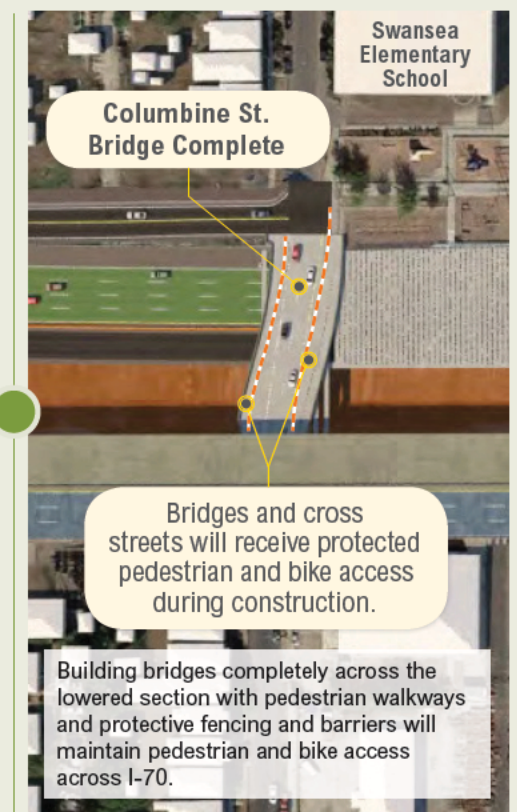 Swansea
Elementary
School
Columbine St.
Bridge Complete
Bridges and cross
streets will receive protected
pedestrian and bike access
during construction.
Building bridges completely across the
lowered section with pedestrian walkways
and protective fencing and barriers will
maintain pedestrian and bike access
across I-70.